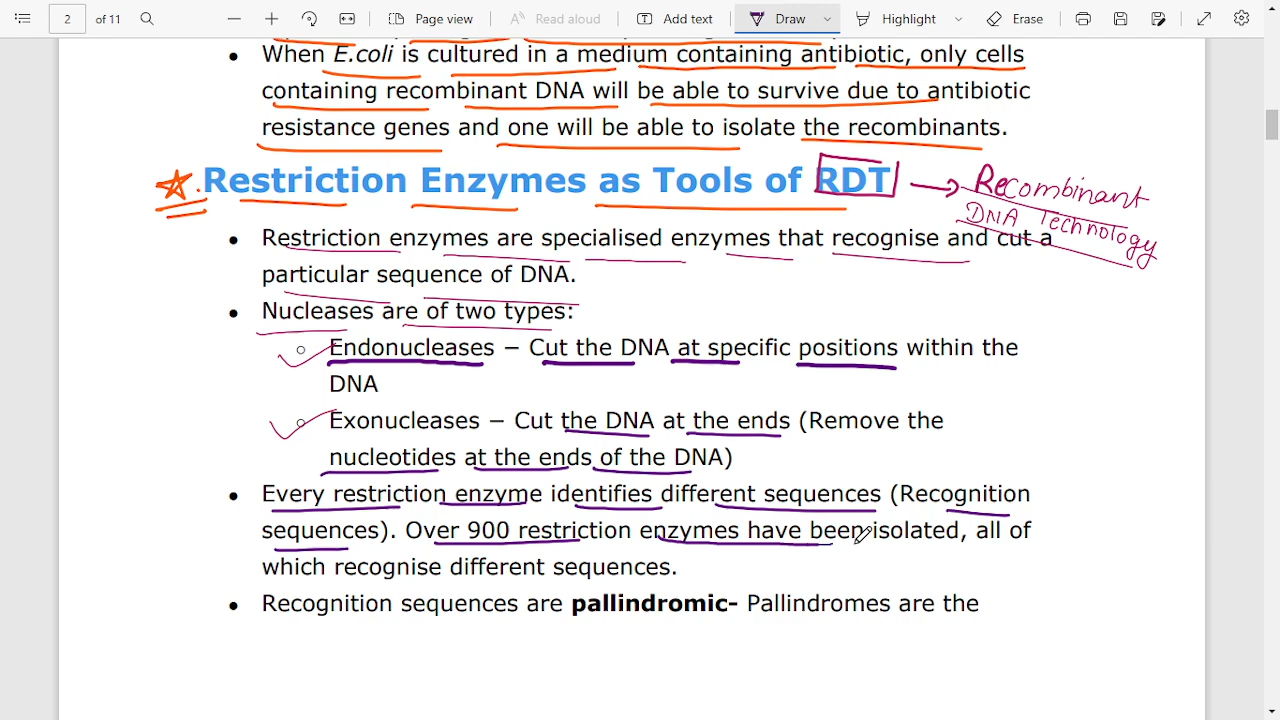 2 of 11 Page view Read aloud Add text Draw Highlight Erase
When E.coli is cultured in a medium containing antibiotic, only cells
containing recombinant DNA will be able to survive due to antibiotic
resistance genes and one will be able to isolate the recombinants.
Restriction Enzymes as Tools of RDT
Recombinant
DNA Technology
• Restriction enzymes are specialised enzymes that recognise and cut a
particular sequence of DNA.
• Nucleases are of two types:
○ Endonucleases – Cut the DNA at specific positions within the
DNA
○ Exonucleases – Cut the DNA at the ends (Remove the
nucleotides at the ends of the DNA)
• Every restriction enzyme identifies different sequences (Recognition
sequences). Over 900 restriction enzymes have been isolated, all of
which recognise different sequences.
• Recognition sequences are pallindromic- Pallindromes are the